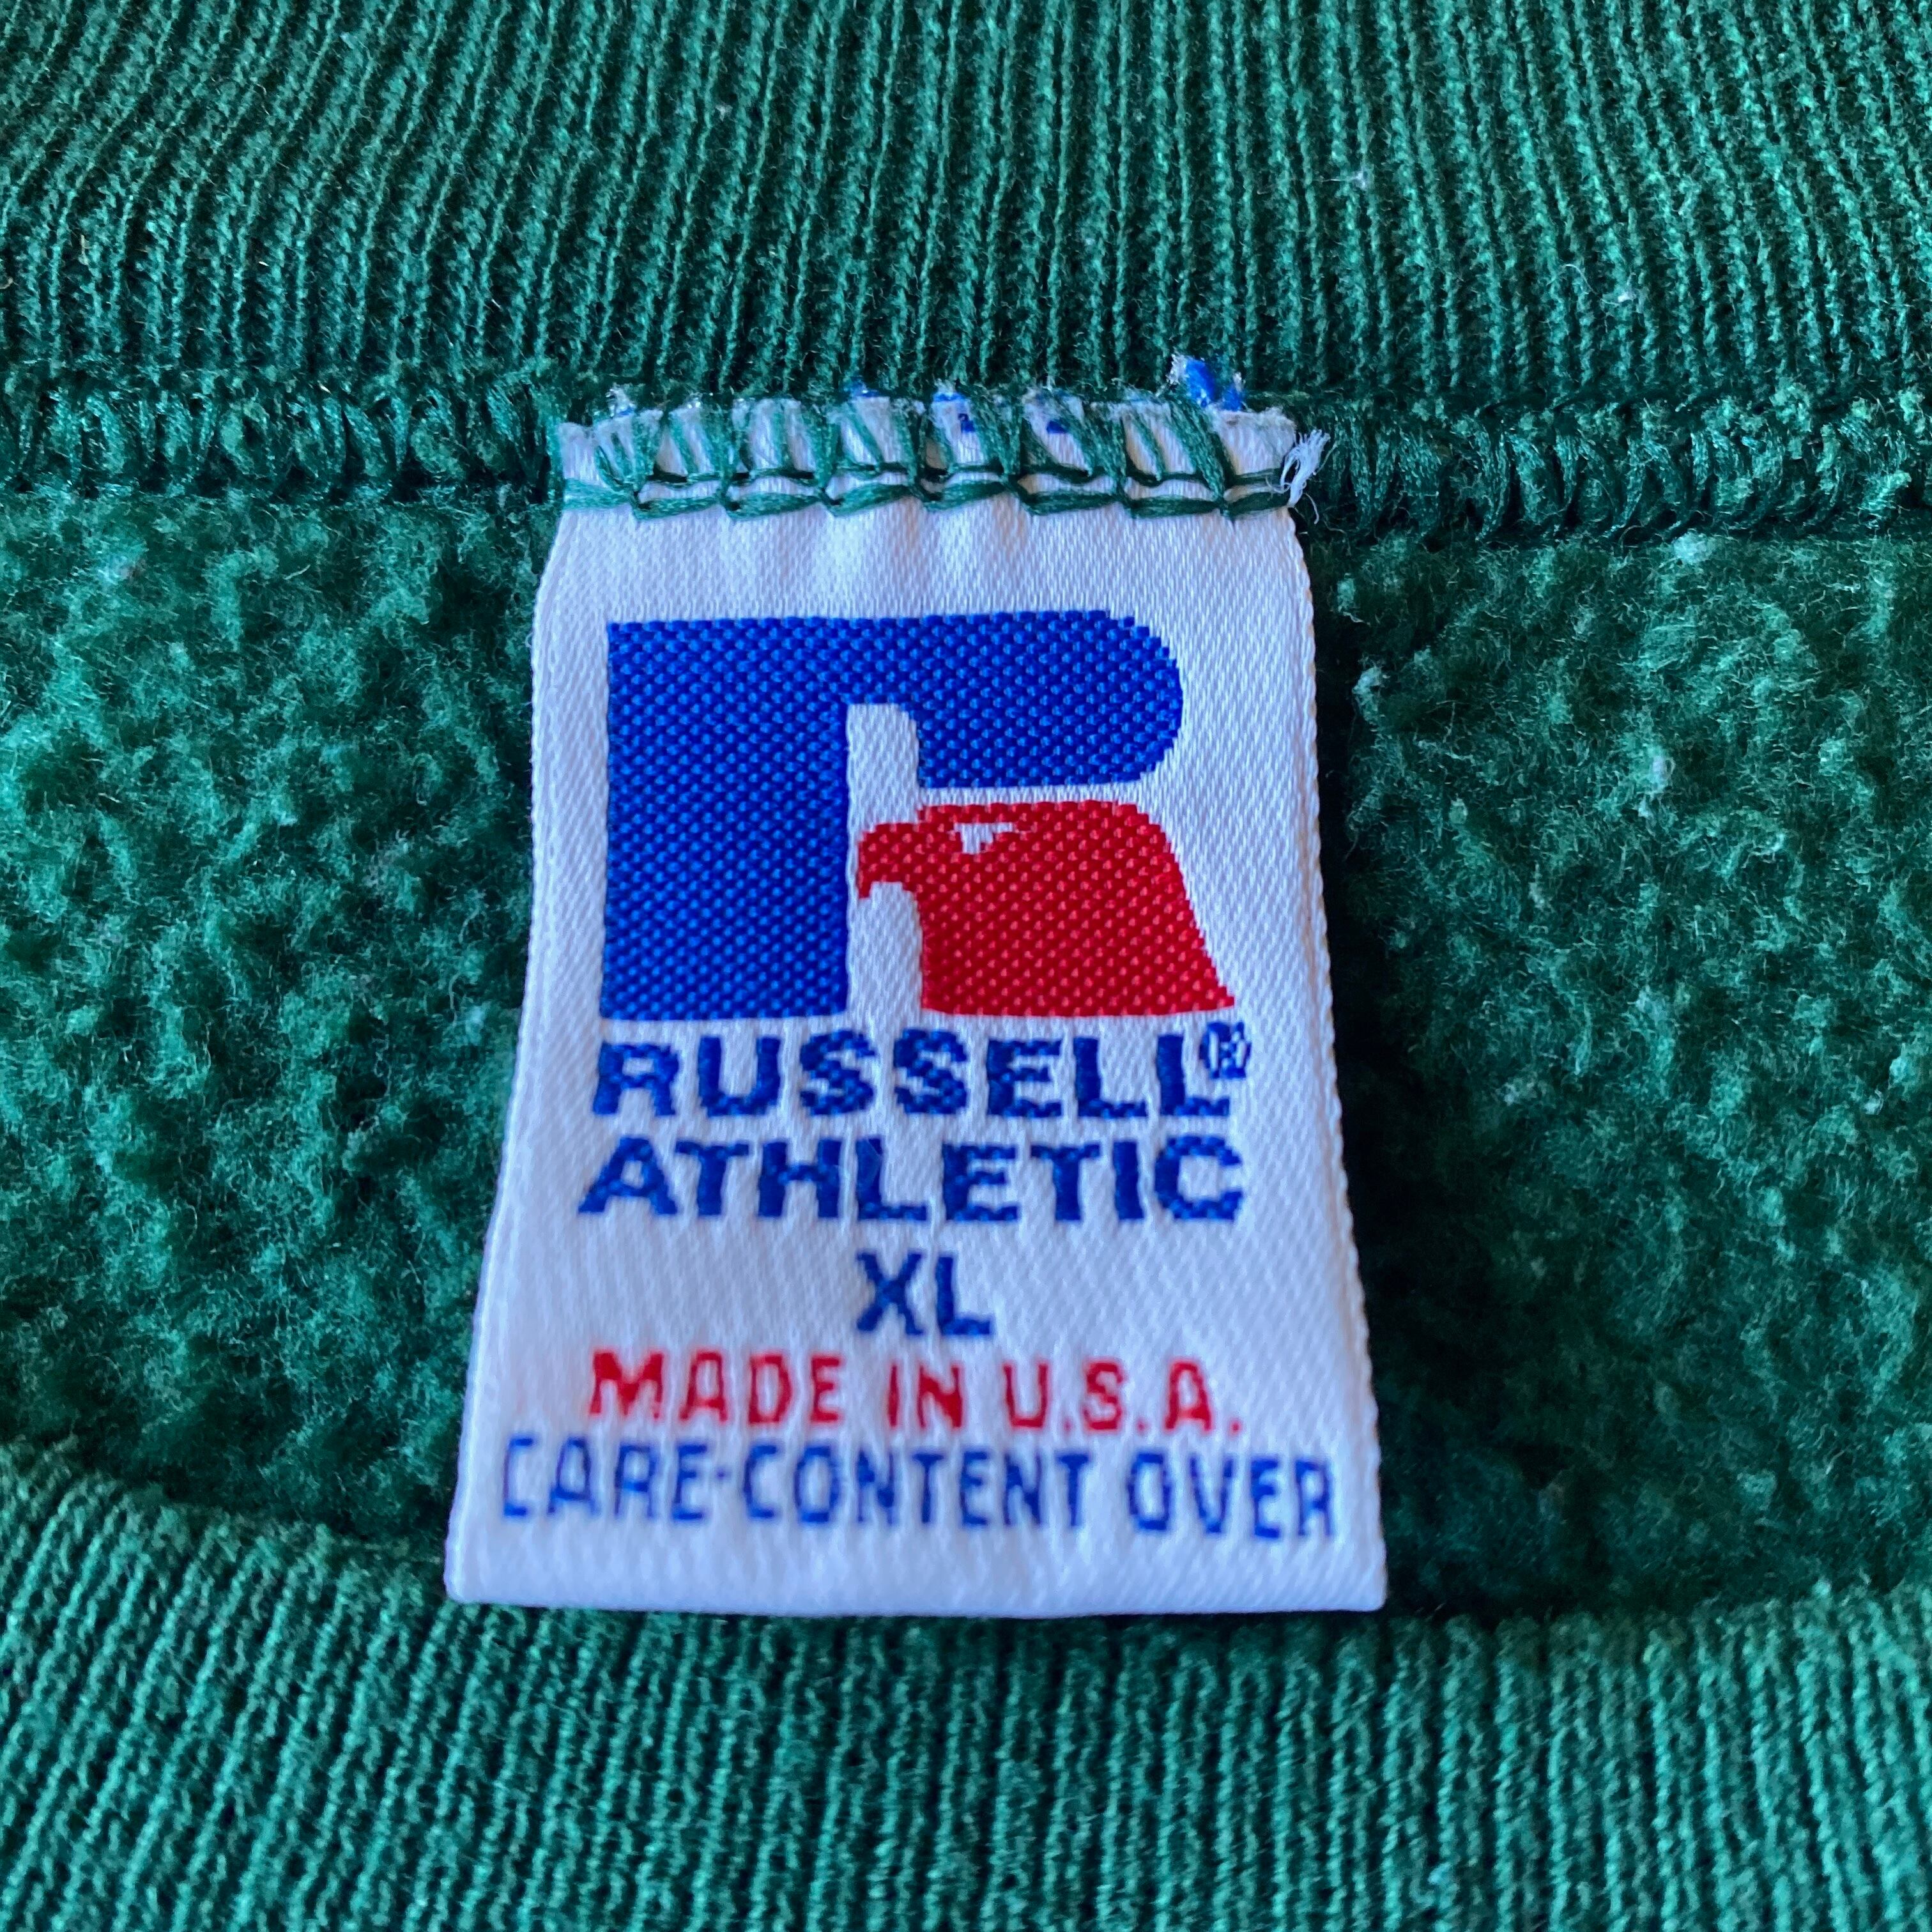 RUSSELL®
ATHLETIC
XL
MADE IN U.S.A.
CARE-CONTENT OVER